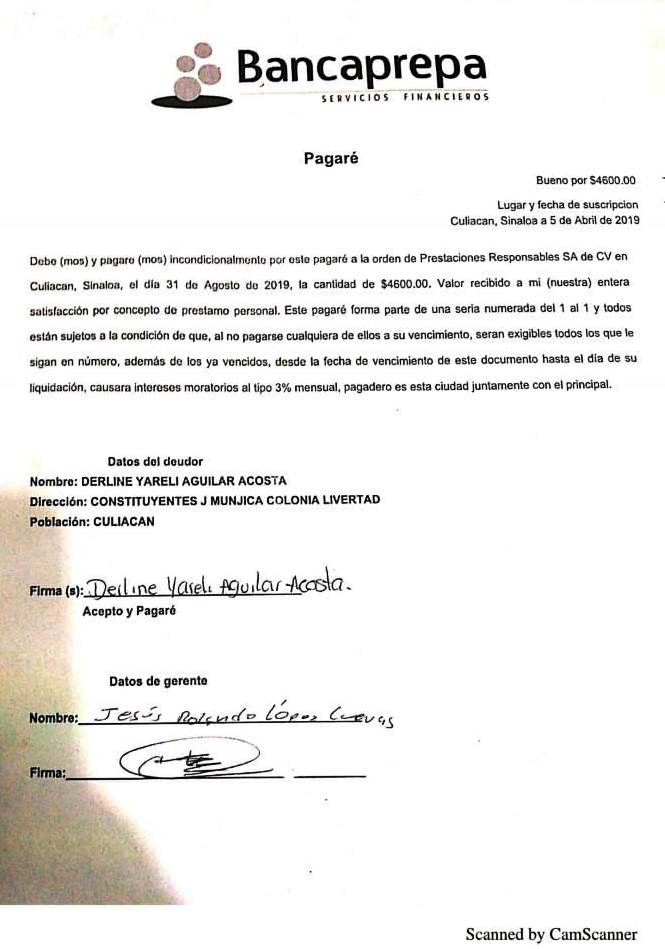 Bancaprepa
SERVICIOS FINANCIEROS
Pagaré
Bueno por $4600.00
Lugar y fecha de suscripcion
Culiacan, Sinaloa a 5 de Abril de 2019
Debo (mos) y pagare (mos) incondicionalmente por este pagaré a la orden de Prestaciones Responsables SA de CV en
Culiacan, Sinaloa, el día 31 de Agosto de 2019, la cantidad de $4600.00. Valor recibido a mi (nuestra) entera
satisfacción por concepto de prestamo personal. Este pagaré forma parte de una seria numerada del 1 al 1 y todos
están sujetos a la condición de que, al no pagarse cualquiera de ellos a su vencimiento, seran exigibles todos los que le
sigan en número, además de los ya vencidos, desde la fecha de vencimiento de este documento hasta el día de su
liquidación, causara intereses moratorios al tipo 3% mensual, pagadero es esta ciudad juntamente con el principal.
Datos del deudor
Nombre: DERLINE YARELI AGUILAR ACOSTA
Dirección: CONSTITUYENTES J MUNJICA COLONIA LIVERTAD
Población: CULIACAN
Firma (s): Derline Yareli Aguilar Acosta.
Acepto y Pagaré
Datos de gerente
Nombre: Jesús Rolando López Cuevas
Firma:
Scanned by CamScanner